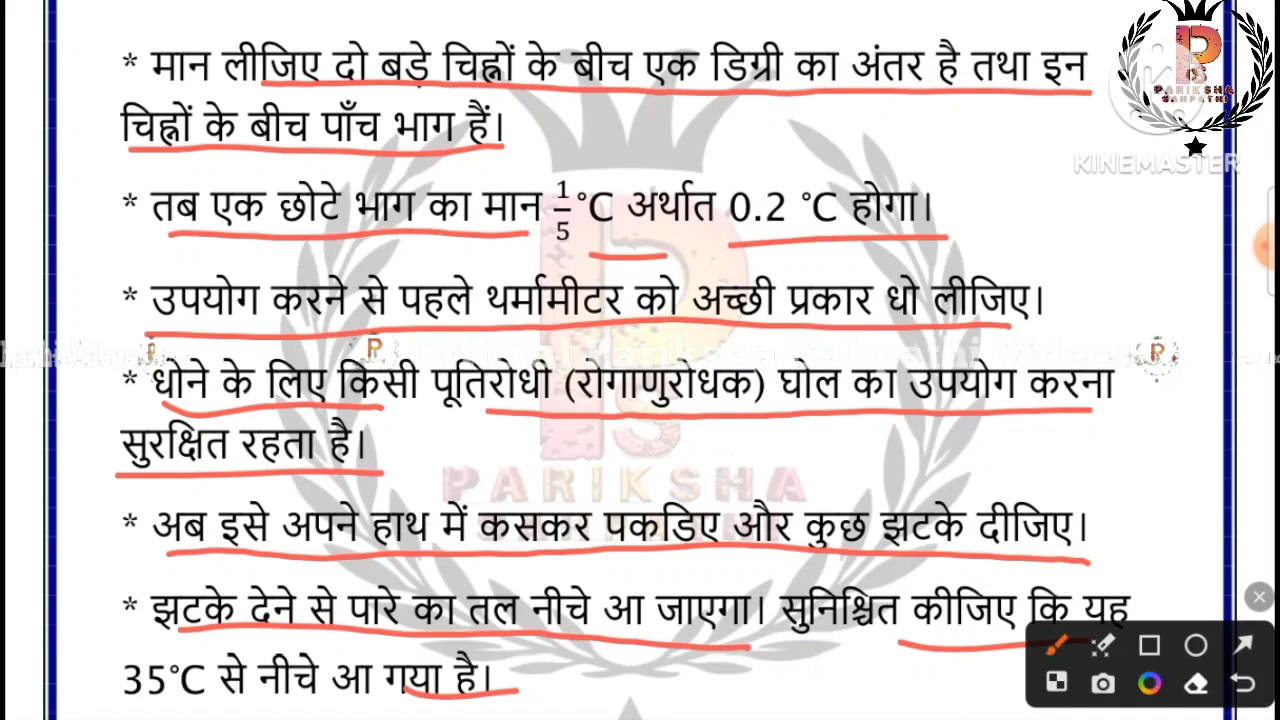 * मान लीजिए दो बड़े चिह्नों के बीच एक डिग्री का अंतर है तथा इन
चिह्नों के बीच पाँच भाग हैं।
* तब एक छोटे भाग का मान 1/5 °C अर्थात 0.2 °C होगा।
* उपयोग करने से पहले थर्मामीटर को अच्छी प्रकार धो लीजिए।
* धोने के लिए किसी पूतिरोधी (रोगाणुरोधक) घोल का उपयोग करना
सुरक्षित रहता है।
* अब इसे अपने हाथ में कसकर पकडिए और कुछ झटके दीजिए।
* झटके देने से पारे का तल नीचे आ जाएगा। सुनिश्चित कीजिए कि यह
35°C से नीचे आ गया है।
PARIKSHA
SANPATHI
KINEMASTER
PARIKSHA